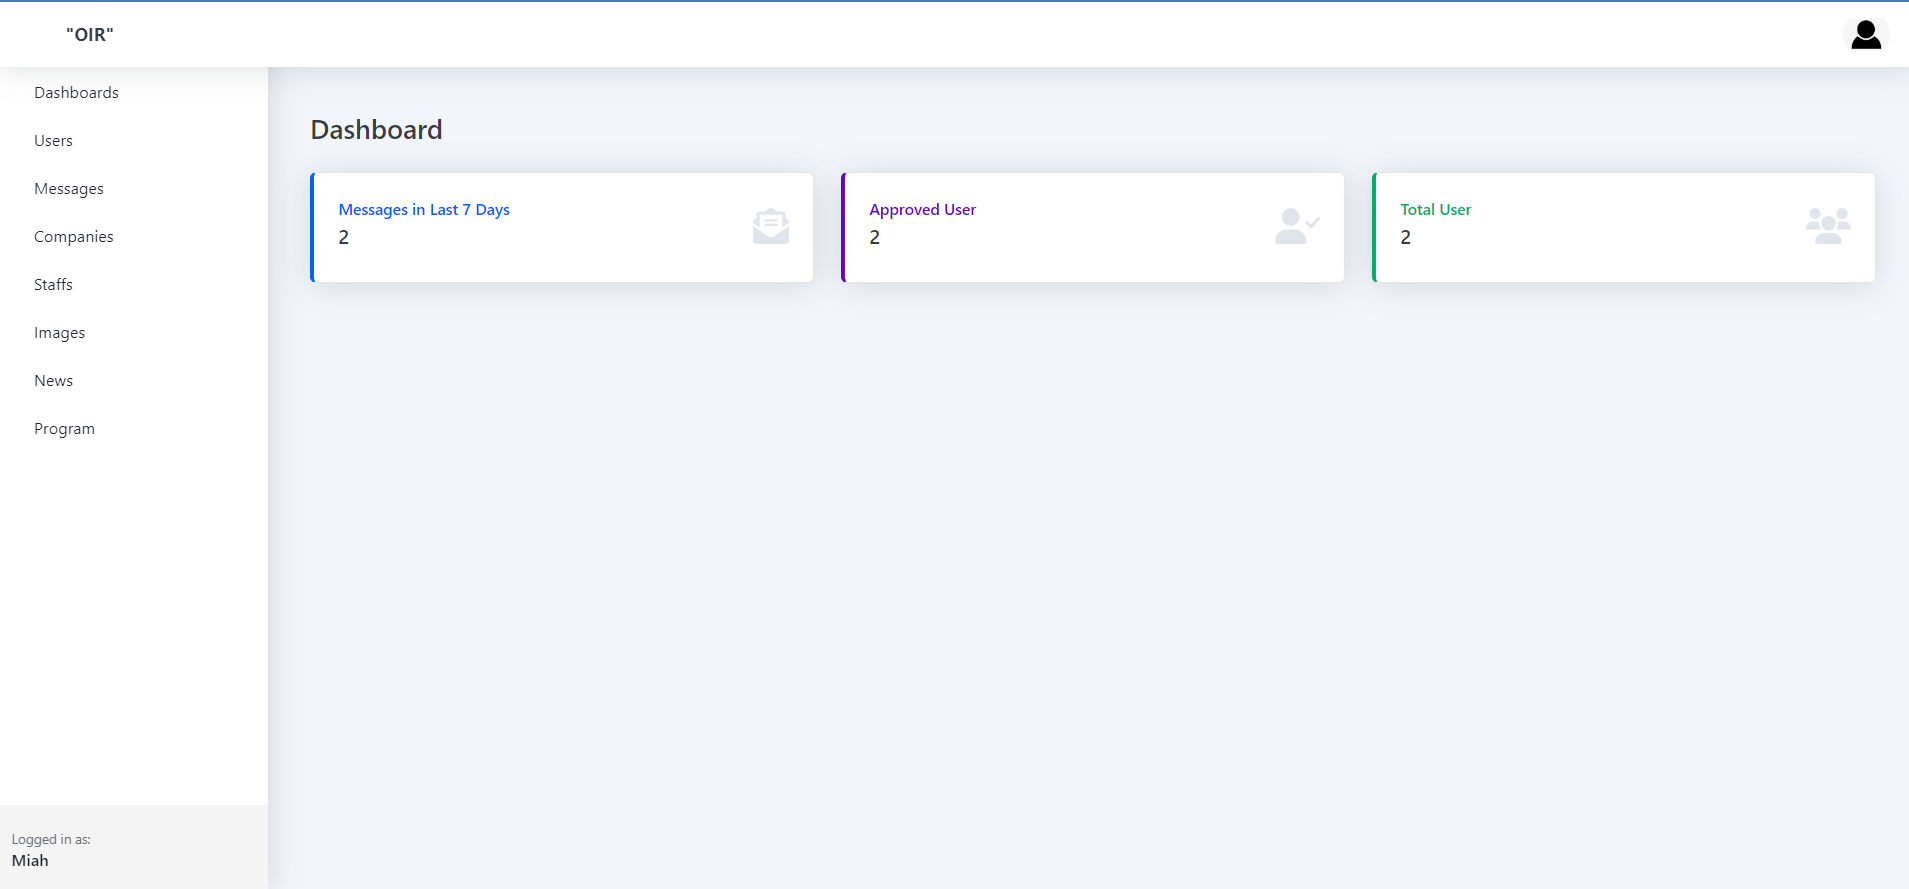 "OIR"
Dashboards
Users
Messages
Companies
Staffs
Images
News
Program
Logged in as:
Miah
Dashboard
Messages in Last 7 Days
2
Approved User
2
Total User
2